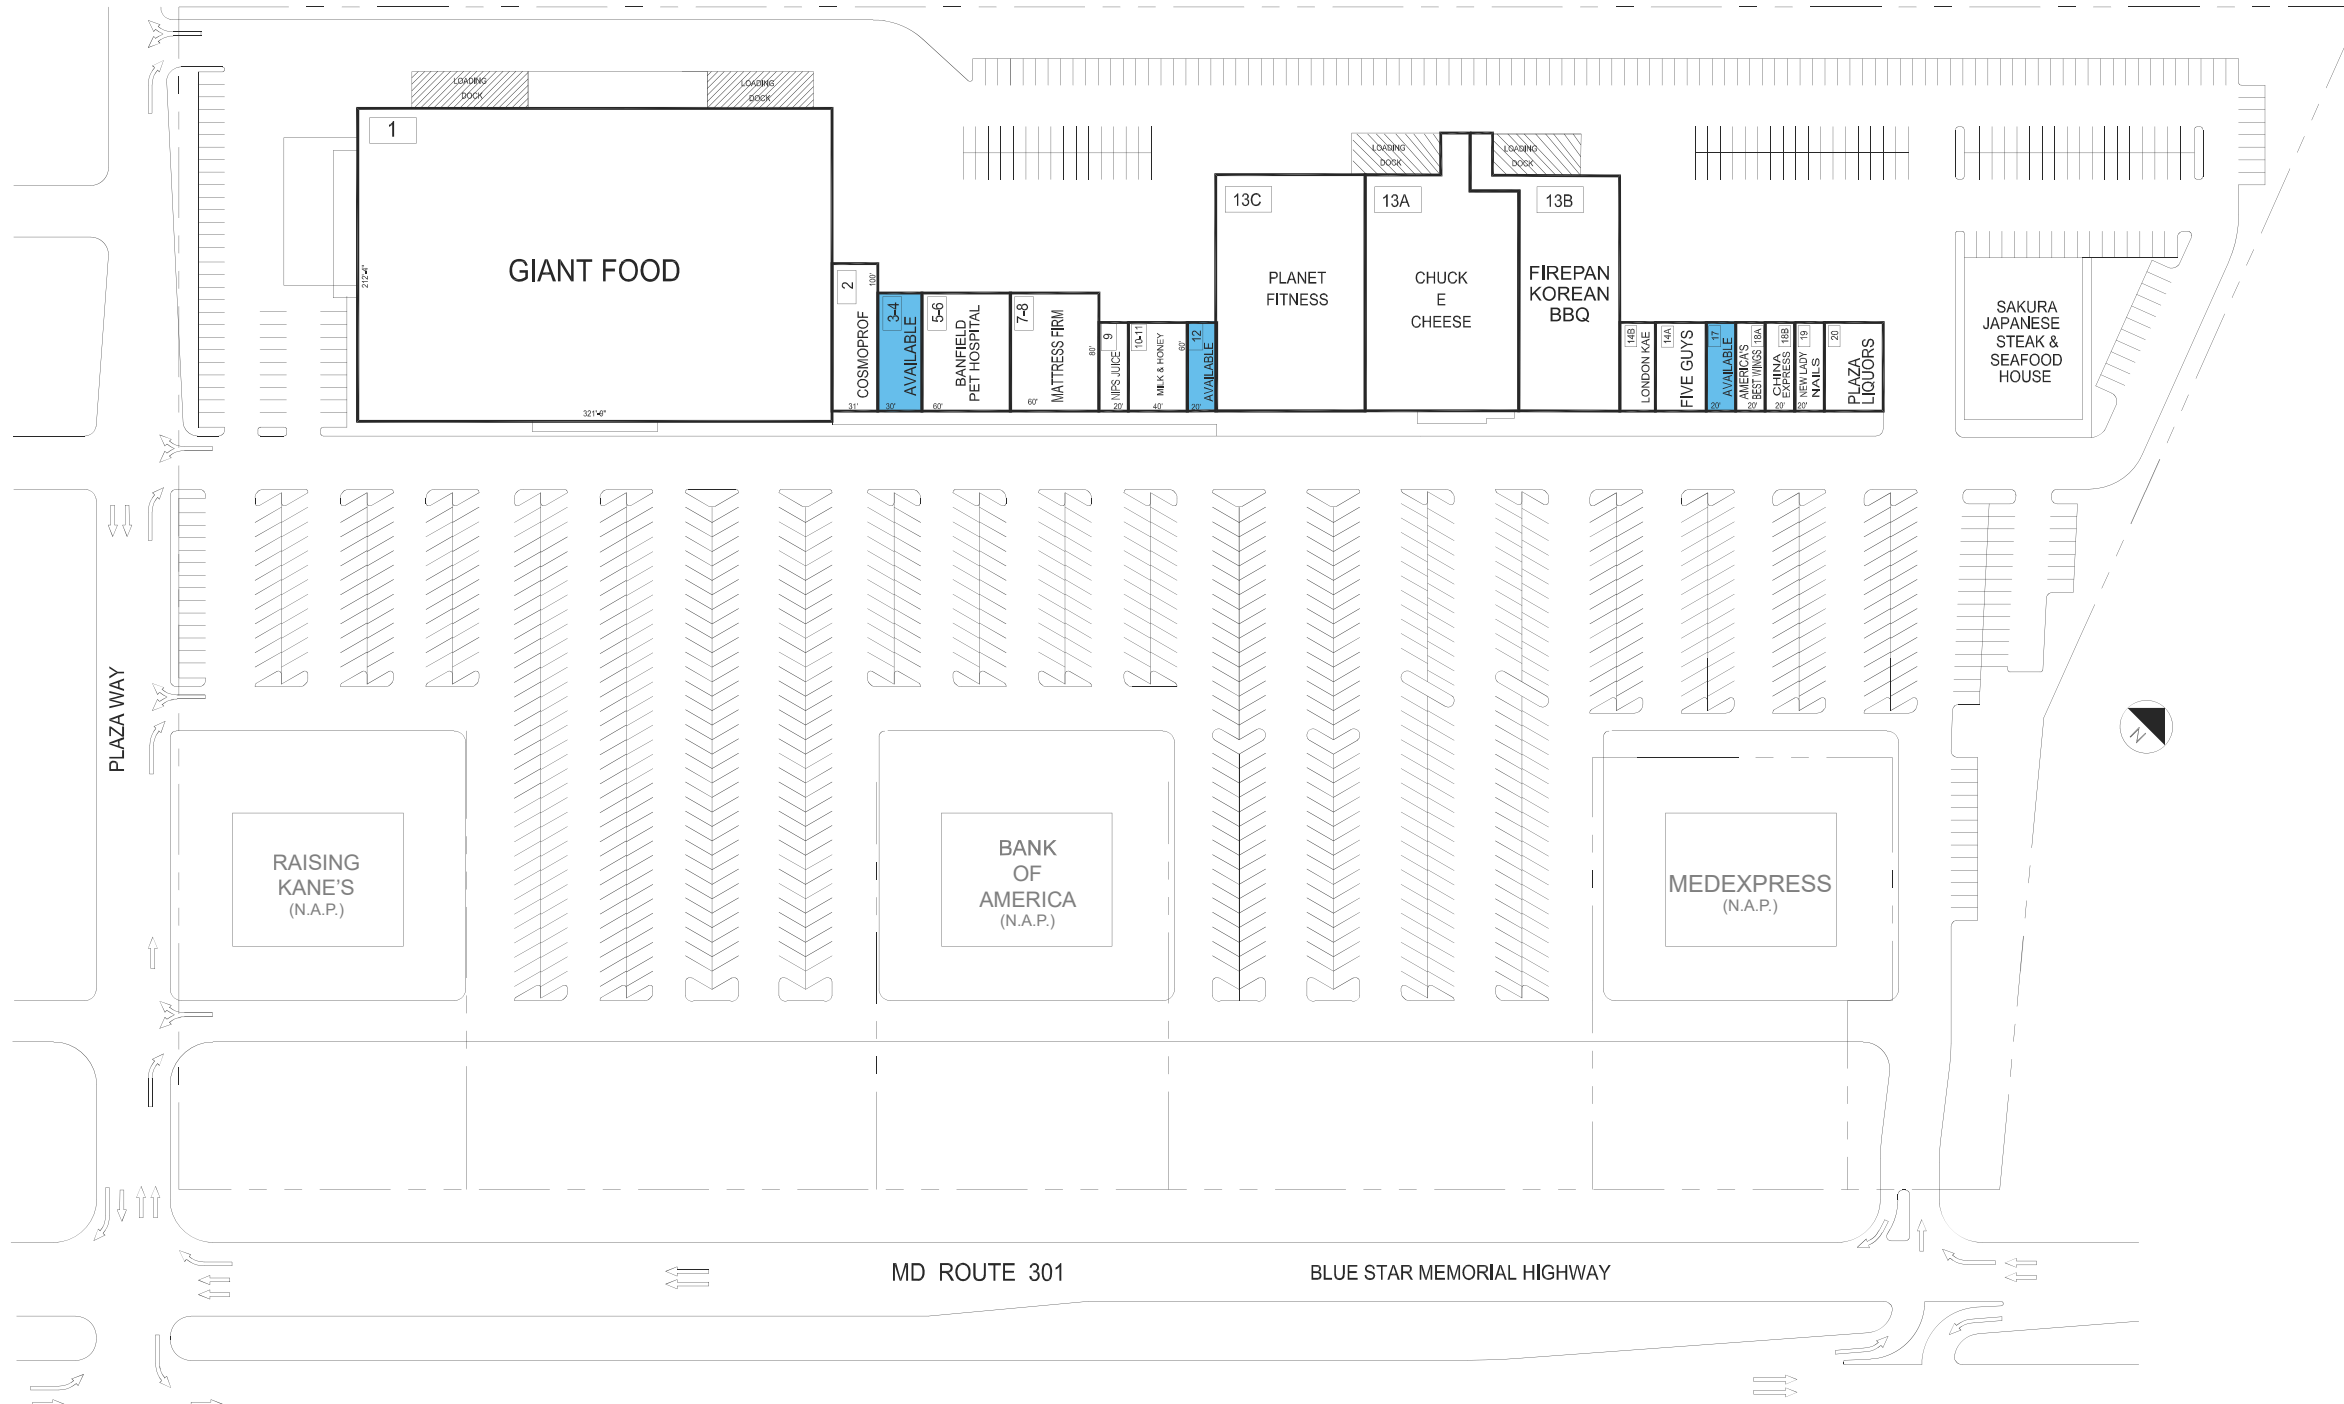 LOADING
DOCK
LOADING
DOCK
1
GIANT FOOD
212'-4"
321'-9"
2
100'
COSMOPROF
31'
3-4
AVAILABLE
30'
5-6
BANFIELD
PET HOSPITAL
60'
7-8
MATTRESS FIRM
60'
80'
9
NIPS JUICE
20'
10-11
MILK & HONEY
40'
60'
12
AVAILABLE
20'
13C
PLANET
FITNESS
LOADING
DOCK
13A
CHUCK
E
CHEESE
LOADING
DOCK
13B
FIREPAN
KOREAN
BBQ
14B
LONDON KAE
14A
FIVE GUYS
17
AVAILABLE
20'
18A
AMERICA'S
BEST WINGS
20'
18B
CHINA
EXPRESS
20'
19
NEW LADY
NAILS
20'
20
PLAZA
LIQUORS
SAKURA
JAPANESE
STEAK &
SEAFOOD
HOUSE
PLAZA WAY
N
RAISING
KANE'S
(N.A.P.)
BANK
OF
AMERICA
(N.A.P.)
MEDEXPRESS
(N.A.P.)
MD ROUTE 301
BLUE STAR MEMORIAL HIGHWAY